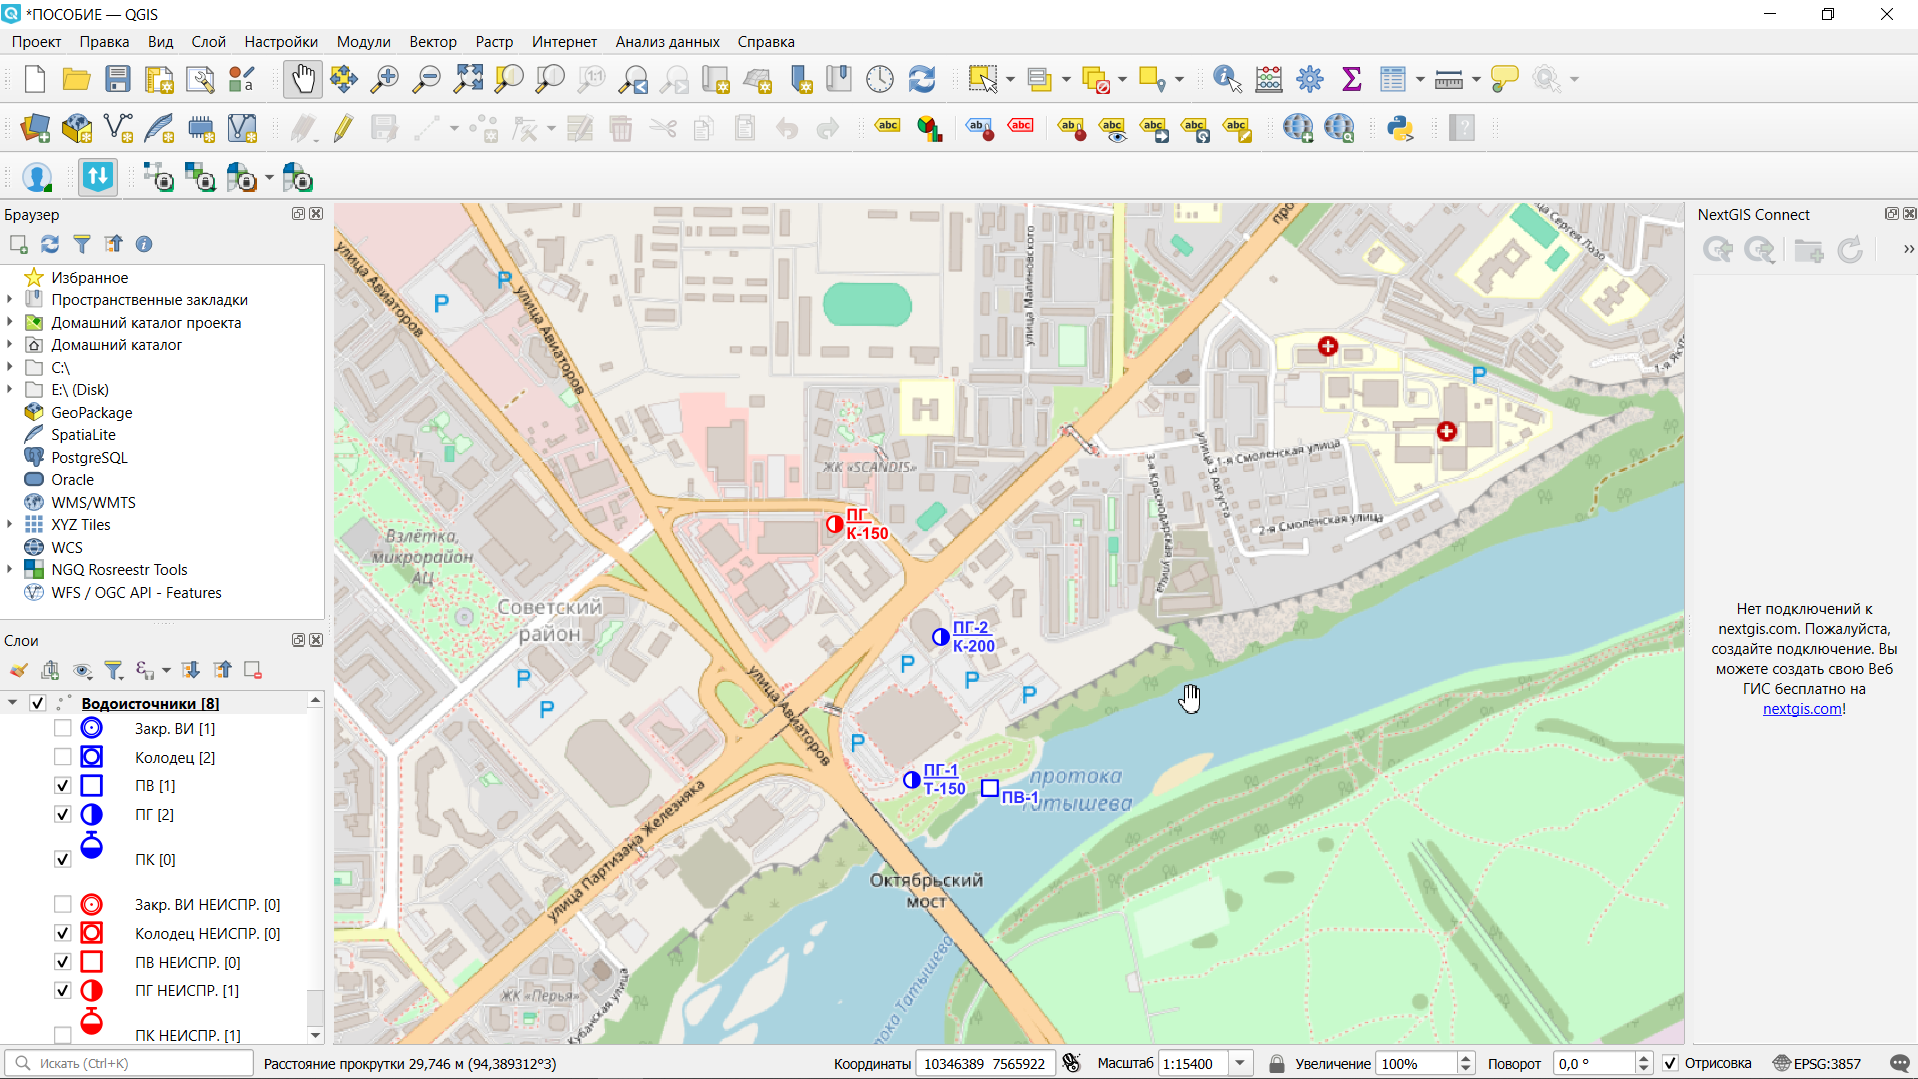 *ПОСОБИЕ — QGIS
Проект Правка Вид Слой Настройки Модули Вектор Растр Интернет Анализ данных Справка
Браузер
Избранное
Пространственные закладки
Домашний каталог проекта
Домашний каталог
C:\
E:\ (Disk)
GeoPackage
SpatiaLite
PostgreSQL
Oracle
WMS/WMTS
XYZ Tiles
WCS
NGQ Rosreestr Tools
WFS / OGC API - Features
Слои
Водоисточники [8]
Закр. ВИ [1]
Колодец [2]
ПВ [1]
ПГ [2]
ПК [0]
Закр. ВИ НЕИСПР. [0]
Колодец НЕИСПР. [0]
ПВ НЕИСПР. [0]
ПГ НЕИСПР. [1]
ПК НЕИСПР. [1]
улица Авиаторов
улица Авиаторов
улица Малиновского
улица Сергея Лазо
ЖК «SCANDIS»
ПГ
К-150
Взлётка,
микрорайон
АЦ
Советский
район
ПГ-2
К-200
1-я Смоленская улица
2-я Смоленская улица
улица 3 Августа
3-я Краснодарская улица
улица Авиаторов
ПГ-1
Т-150
ПВ-1
протока
Татышева
улица Партизана Железняка
Октябрьский
мост
ЖК «Перья»
Кубанская улица
протока Татышева
NextGIS Connect
Нет подключений к
nextgis.com. Пожалуйста,
создайте подключение. Вы
можете создать свою Веб
ГИС бесплатно на
nextgis.com!
Искать (Ctrl+K)
Расстояние прокрутки 29,746 м (94,389312°3)
Координаты 10346389 7565922
Масштаб 1:15400
Увеличение 100%
Поворот 0,0 °
Отрисовка
EPSG:3857